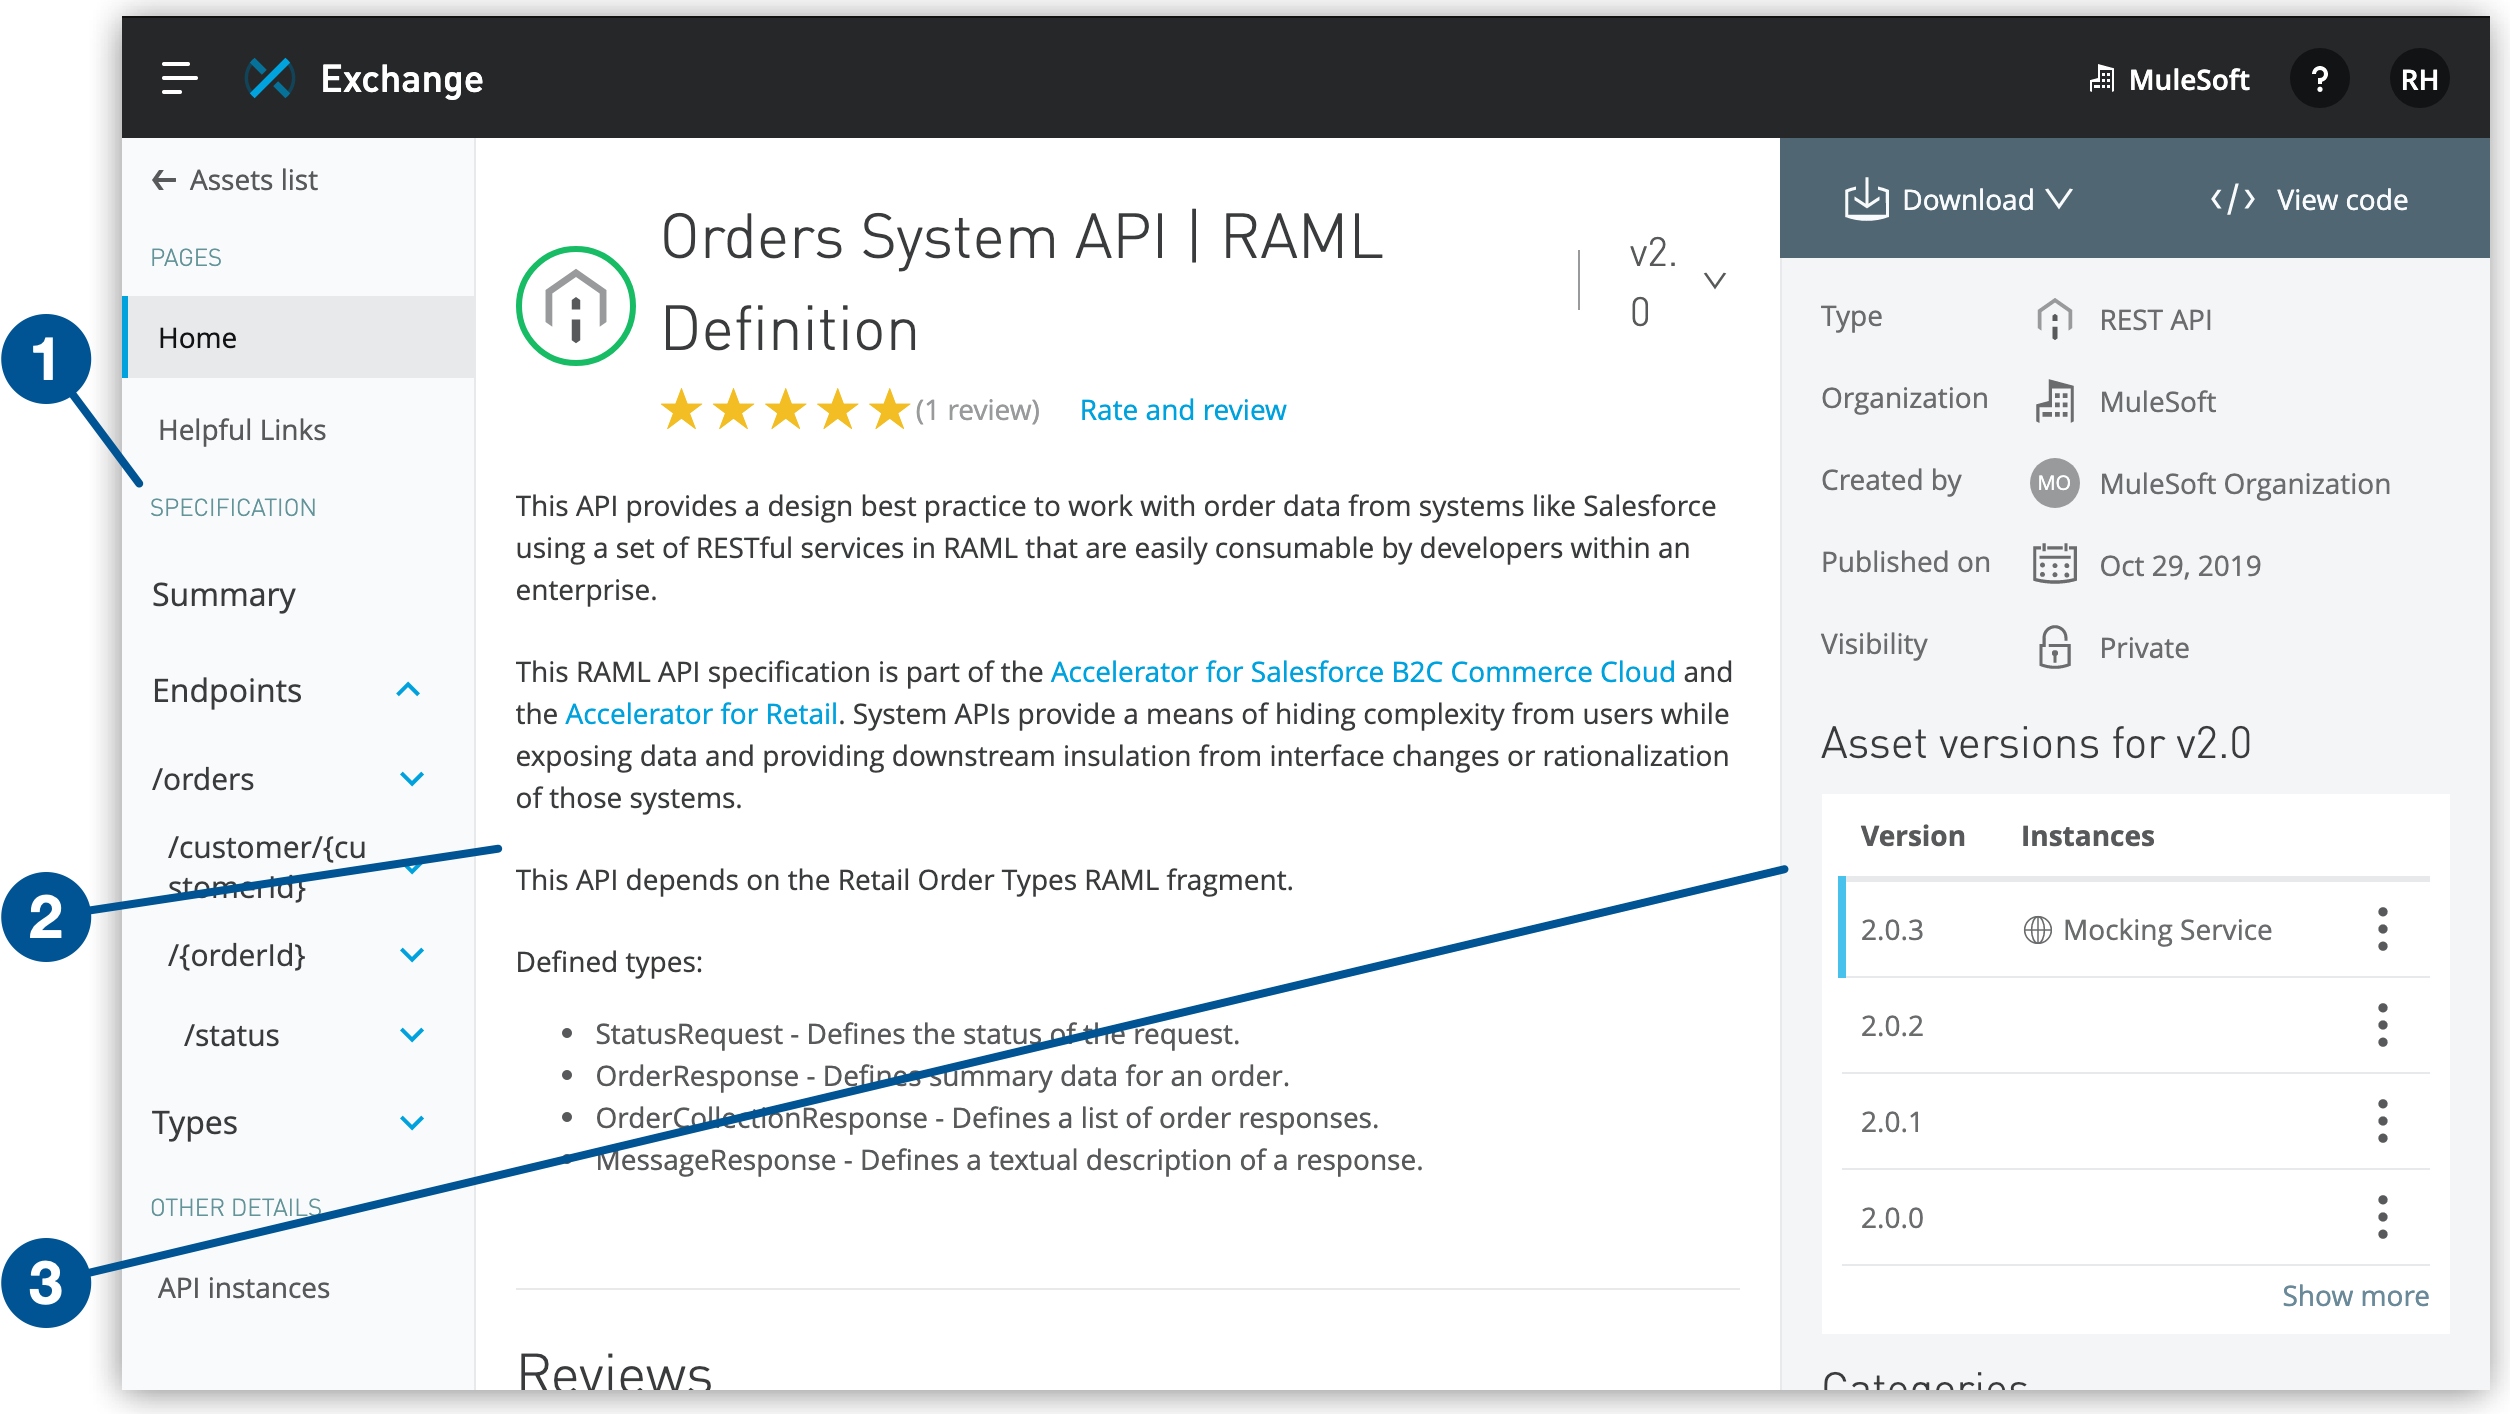 Exchange
MuleSoft
?
RH
Assets list
PAGES
Home
Helpful Links
1
SPECIFICATION
Summary
Endpoints
/orders
/customer/{cu
stomerId}
2
/{orderId}
/status
Types
OTHER DETAILS
3
API instances
Orders System API | RAML
Definition
v2.
0
(1 review) Rate and review
This API provides a design best practice to work with order data from systems like Salesforce
using a set of RESTful services in RAML that are easily consumable by developers within an
enterprise.
This RAML API specification is part of the Accelerator for Salesforce B2C Commerce Cloud and
the Accelerator for Retail. System APIs provide a means of hiding complexity from users while
exposing data and providing downstream insulation from interface changes or rationalization
of those systems.
This API depends on the Retail Order Types RAML fragment.
Defined types:
• StatusRequest - Defines the status of the request.
• OrderResponse - Defines summary data for an order.
• OrderCollectionResponse - Defines a list of order responses.
• MessageResponse - Defines a textual description of a response.
Reviews
Download
</> View code
Type REST API
Organization MuleSoft
Created by MO MuleSoft Organization
Published on Oct 29, 2019
Visibility Private
Asset versions for v2.0
Version Instances
2.0.3 Mocking Service
2.0.2
2.0.1
2.0.0
Show more
Categories